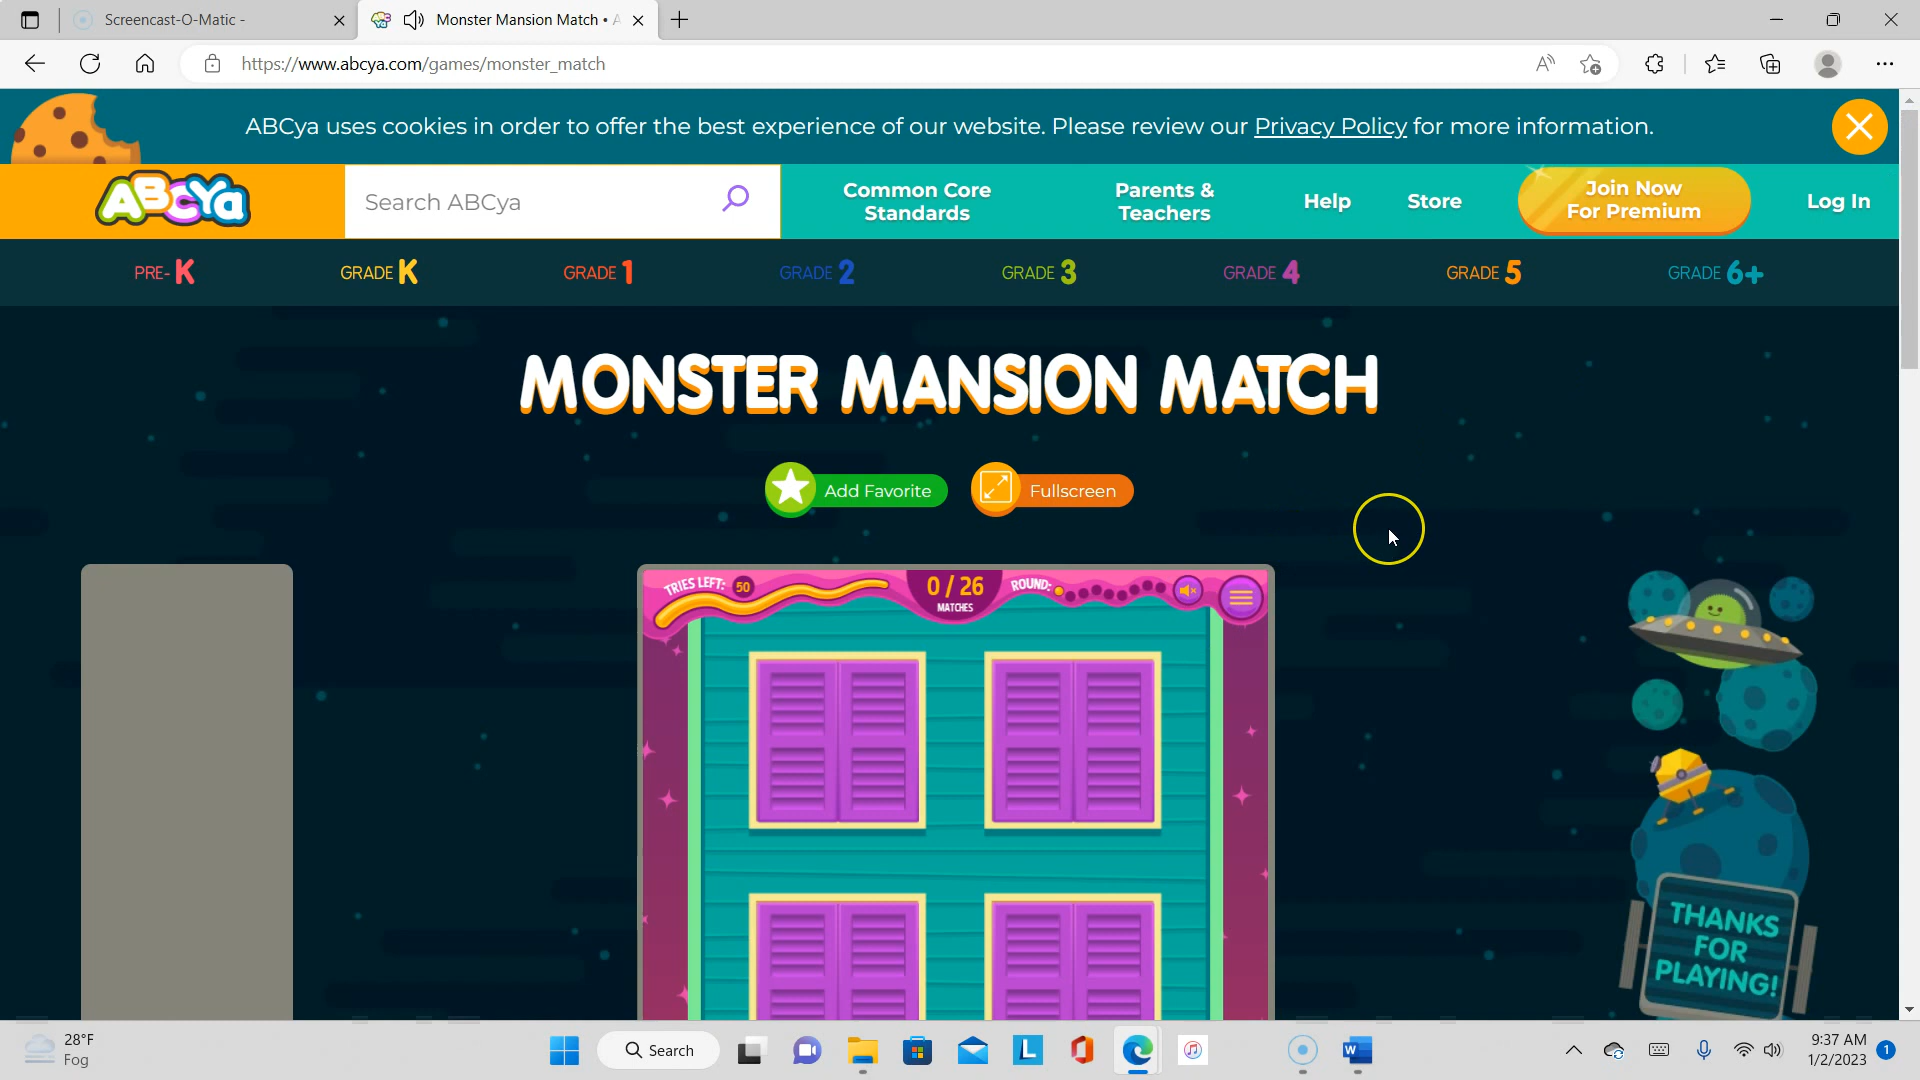 Screencast-O-Matic -
Monster Mansion Match •
https://www.abcya.com/games/monster_match
ABCya uses cookies in order to offer the best experience of our website. Please review our Privacy Policy for more information.
ABCYa
Search ABCya
Common Core
Standards
Parents &
Teachers
Help
Store
Join Now
For Premium
Log In
PRE-K
GRADE K
GRADE 1
GRADE 2
GRADE 3
GRADE 4
GRADE 5
GRADE 6+
MONSTER MANSION MATCH
Add Favorite
Fullscreen
TRIES LEFT: 50
0 / 26
MATCHES
ROUND:
THANKS
FOR
PLAYING!
28°F
Fog
Search
L
W
9:37 AM
1/2/2023
1